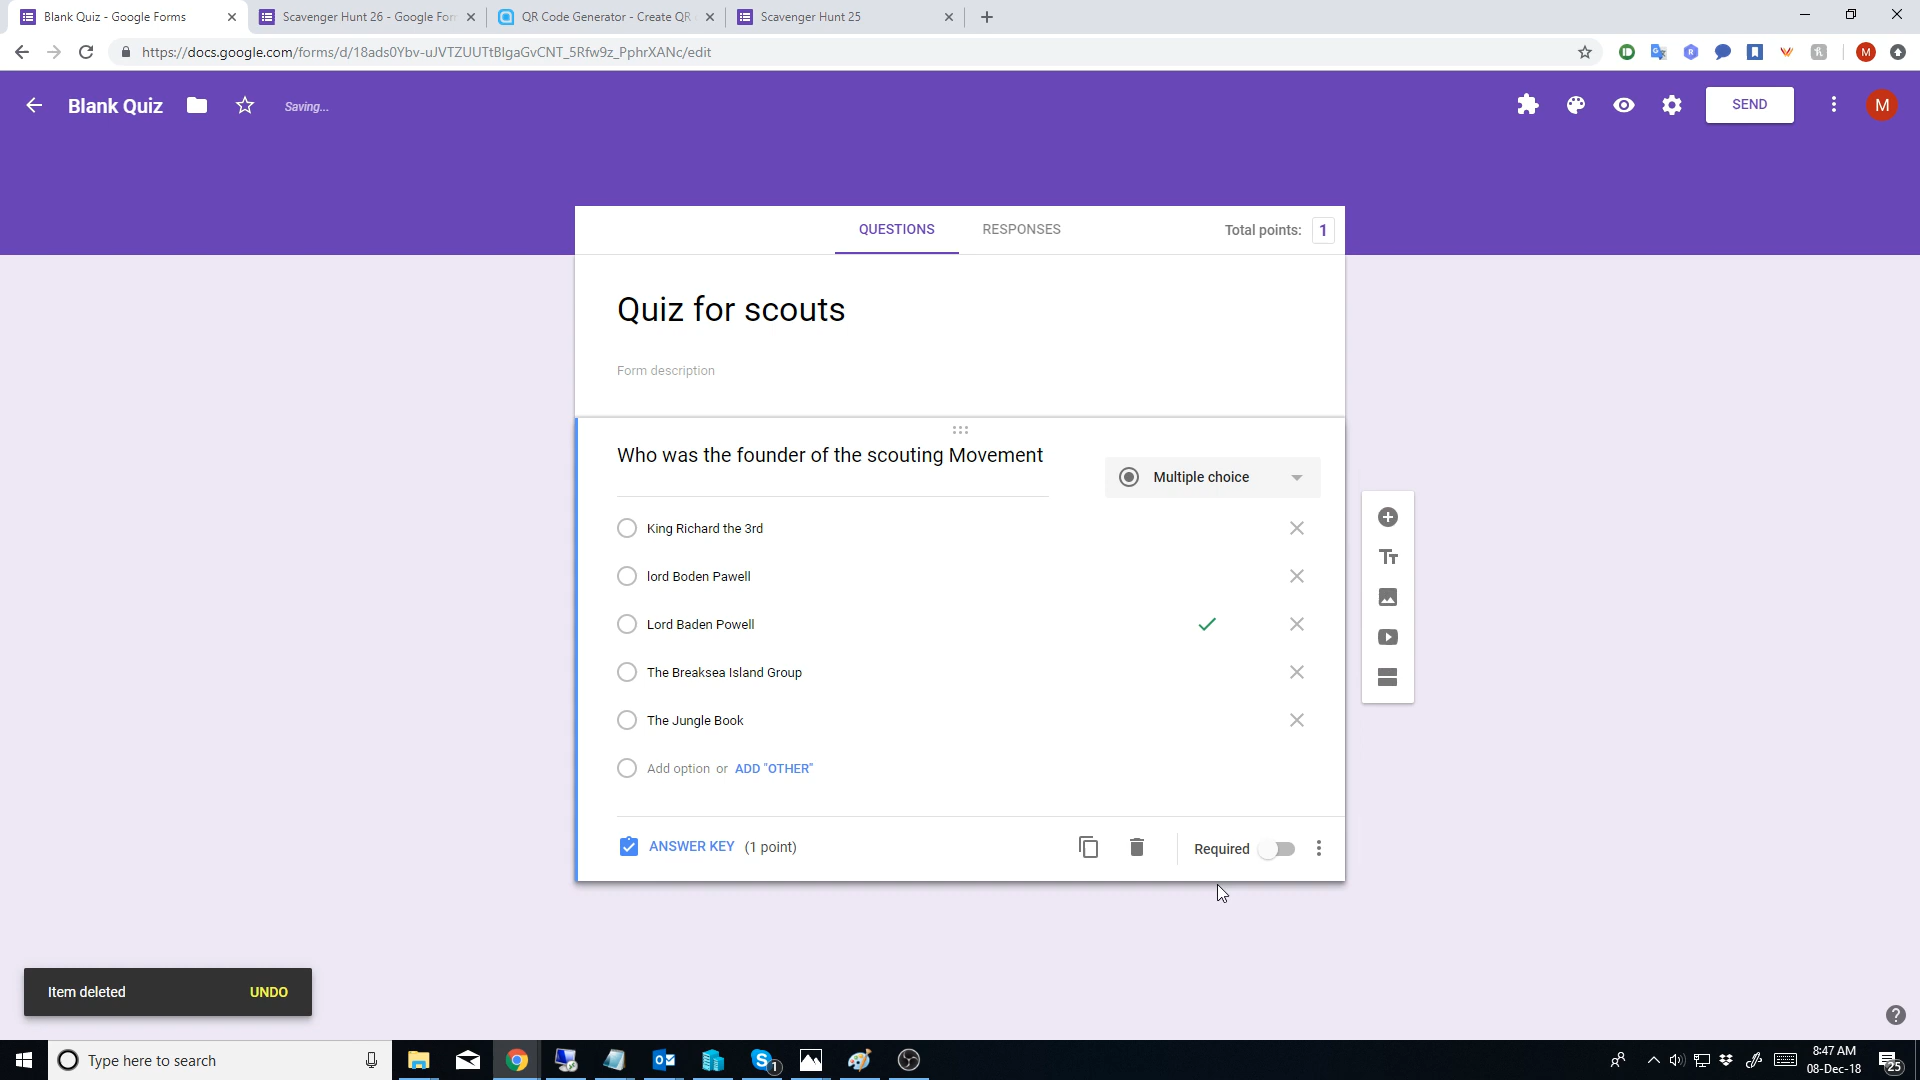 Blank Quiz - Google Forms
Scavenger Hunt 26 - Google For
QR Code Generator - Create QR
Scavenger Hunt 25
https://docs.google.com/forms/d/18ads0Ybv-uJVTZUUTtBIgaGvCNT_5Rfw9z_PphrXANc/edit
M
Blank Quiz
Saving...
SEND
M
QUESTIONS
RESPONSES
Total points:
1
Quiz for scouts
Form description
Who was the founder of the scouting Movement
Multiple choice
King Richard the 3rd
lord Boden Pawell
Lord Baden Powell
The Breaksea Island Group
The Jungle Book
Add option or ADD "OTHER"
ANSWER KEY (1 point)
Required
Item deleted
UNDO
Type here to search
1
8:47 AM
08-Dec-18
25